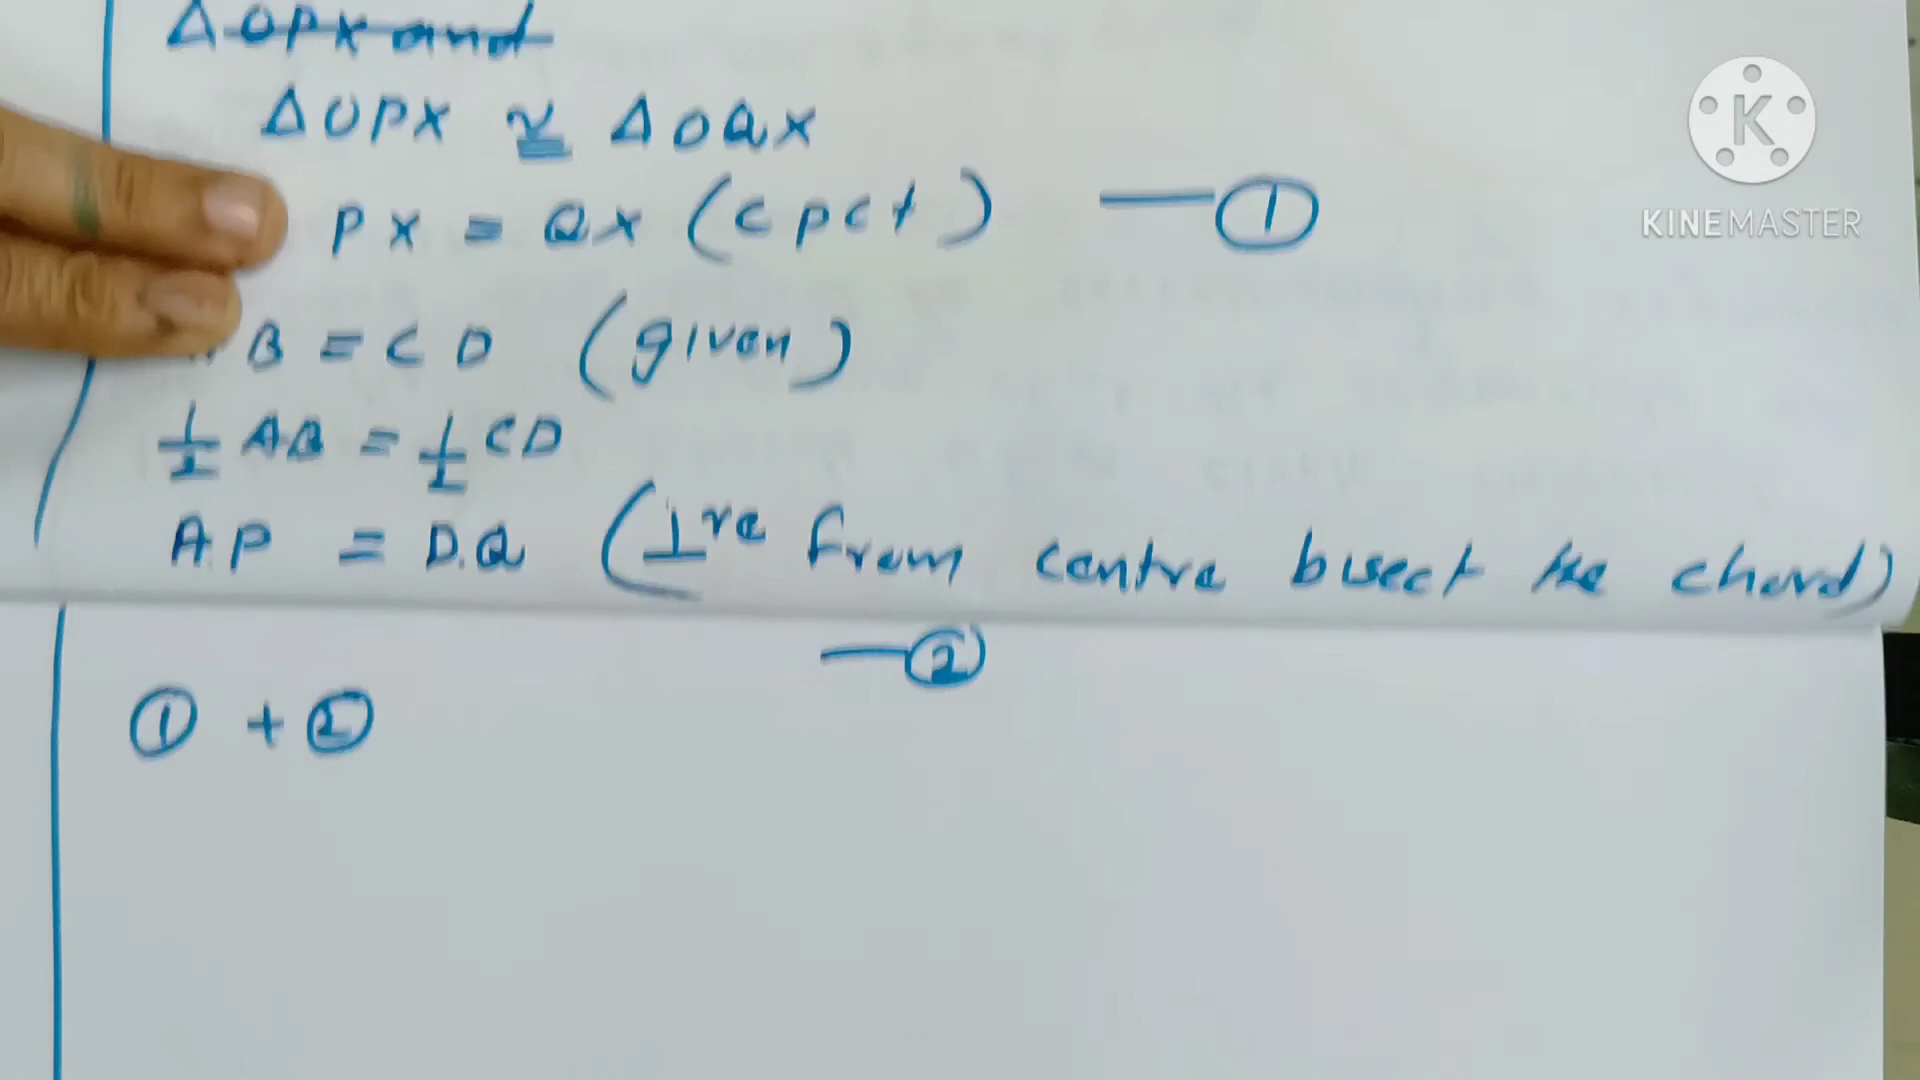 ΔOPX and
ΔOPX ≅ ΔOQX
PX = QX (cpct) —①
B = CD (given)
1/2 AB = 1/2 CD
AP = D.Q (⊥re from centre bisect the chord)
—②
① + ②
K
KINEMASTER